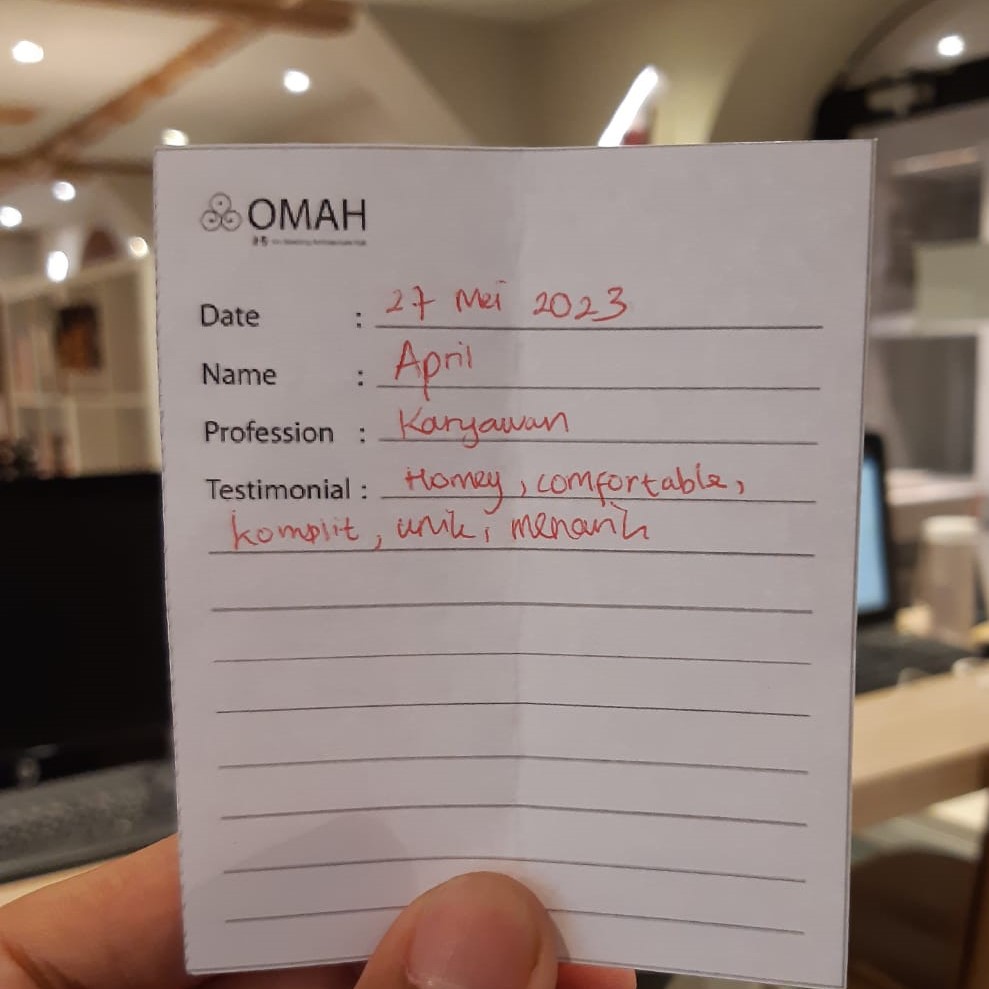 OMAH
Date : 27 Mei 2023
Name : April
Profession : Karyawan
Testimonial : Homey, comfortable,
komplit, unik, menarik